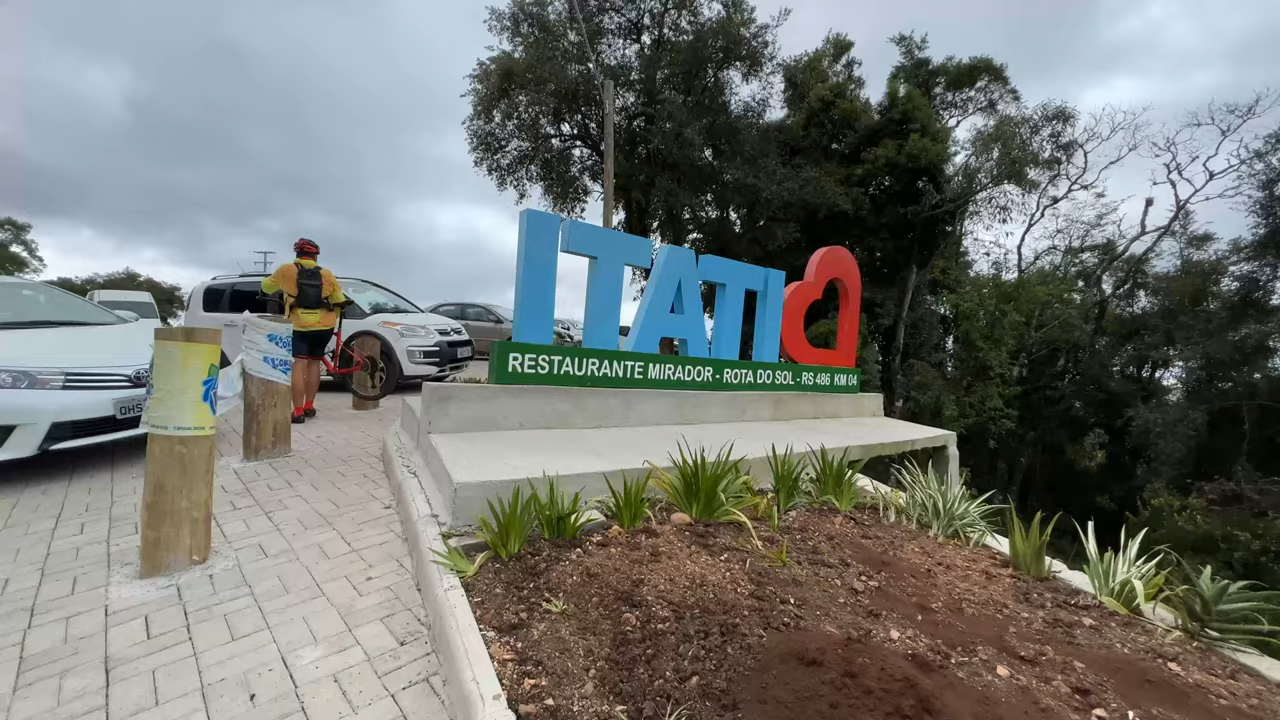 ITATI
RESTAURANTE MIRADOR - ROTA DO SOL - RS 486 KM 04